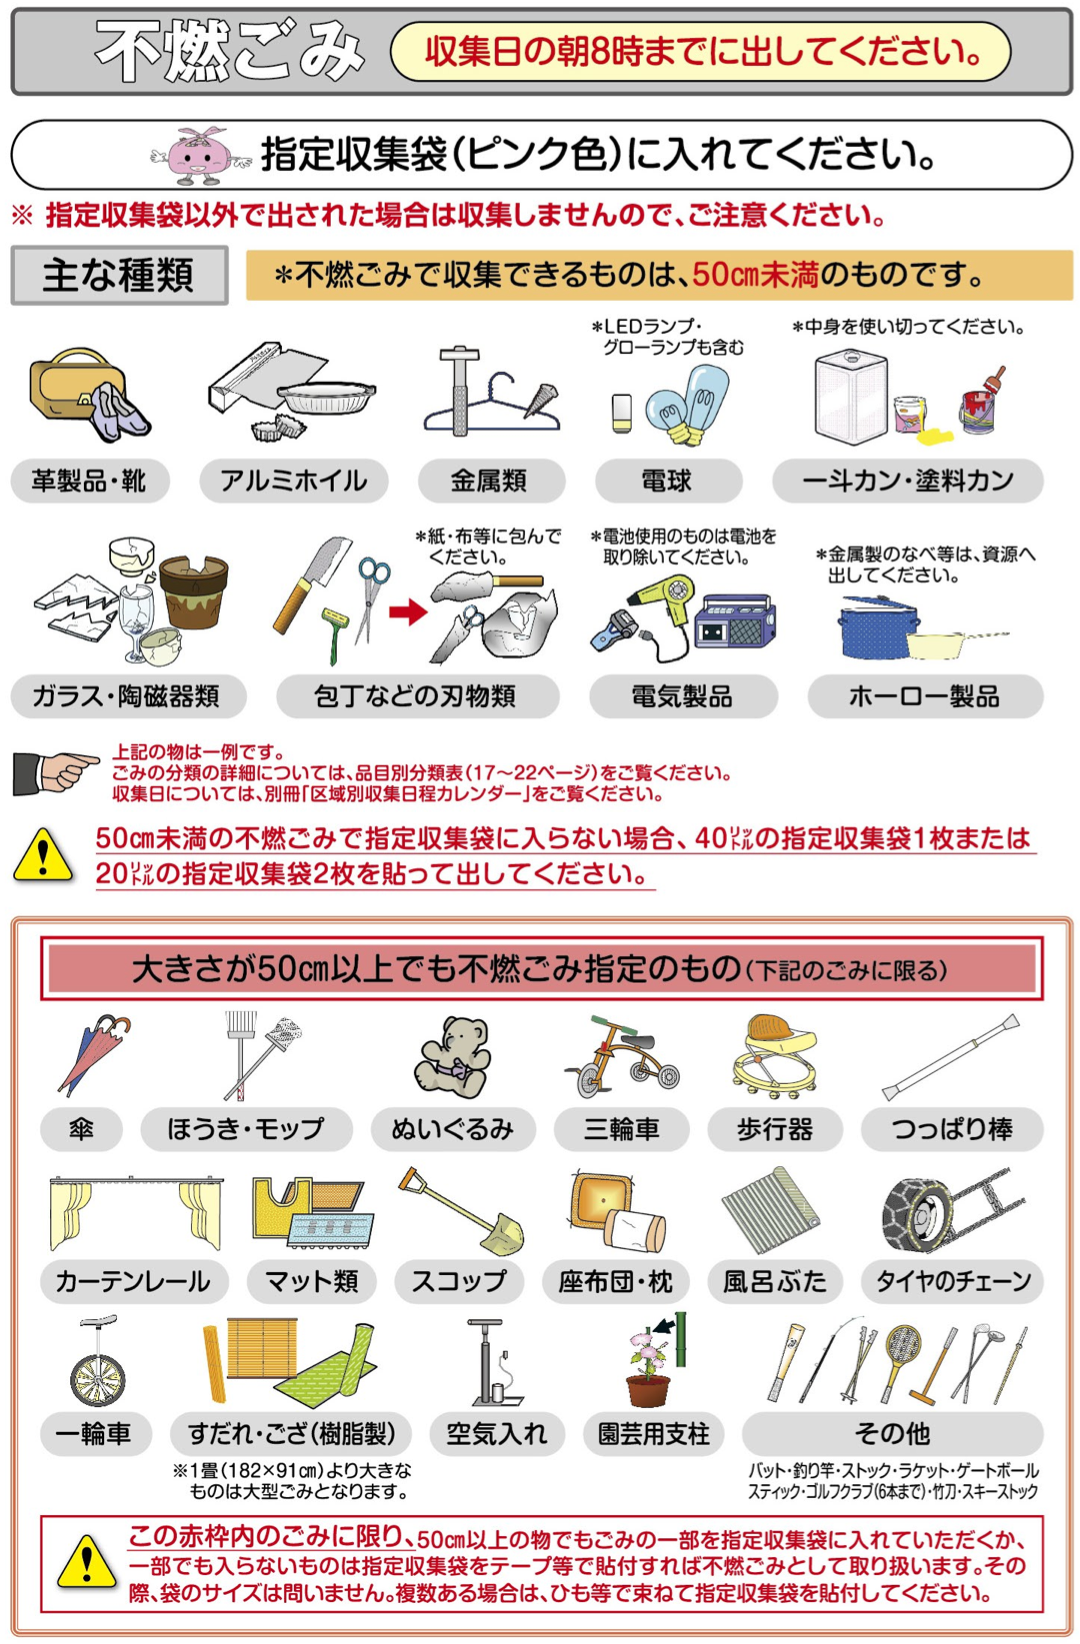 不燃ごみ
収集日の朝8時までに出してください。
指定収集袋(ピンク色)に入れてください。
※ 指定収集袋以外で出された場合は収集しませんので、ご注意ください。
主な種類
＊不燃ごみで収集できるものは、50㎝未満のものです。
＊LEDランプ・
グローランプも含む
＊中身を使い切ってください。
革製品・靴
アルミホイル
金属類
電球
一斗カン・塗料カン
＊紙・布等に包んで
ください。
＊電池使用のものは電池を
取り除いてください。
＊金属製のなべ等は、資源へ
出してください。
ガラス・陶磁器類
包丁などの刃物類
電気製品
ホーロー製品
上記の物は一例です。
ごみの分類の詳細については、品目別分類表(17〜22ページ)をご覧ください。
収集日については、別冊「区域別収集日程カレンダー」をご覧ください。
50㎝未満の不燃ごみで指定収集袋に入らない場合、40㍑の指定収集袋1枚または
20㍑の指定収集袋2枚を貼って出してください。
大きさが50㎝以上でも不燃ごみ指定のもの(下記のごみに限る)
傘
ほうき・モップ
ぬいぐるみ
三輪車
歩行器
つっぱり棒
カーテンレール
マット類
スコップ
座布団・枕
風呂ぶた
タイヤのチェーン
一輪車
すだれ・ござ(樹脂製)
空気入れ
園芸用支柱
その他
※1畳(182×91㎝)より大きな
ものは大型ごみとなります。
バット・釣り竿・ストック・ラケット・ゲートボール
スティック・ゴルフクラブ(6本まで)・竹刀・スキーストック
この赤枠内のごみに限り、50㎝以上の物でもごみの一部を指定収集袋に入れていただくか、
一部でも入らないものは指定収集袋をテープ等で貼付すれば不燃ごみとして取り扱います。その
際、袋のサイズは問いません。複数ある場合は、ひも等で束ねて指定収集袋を貼付してください。